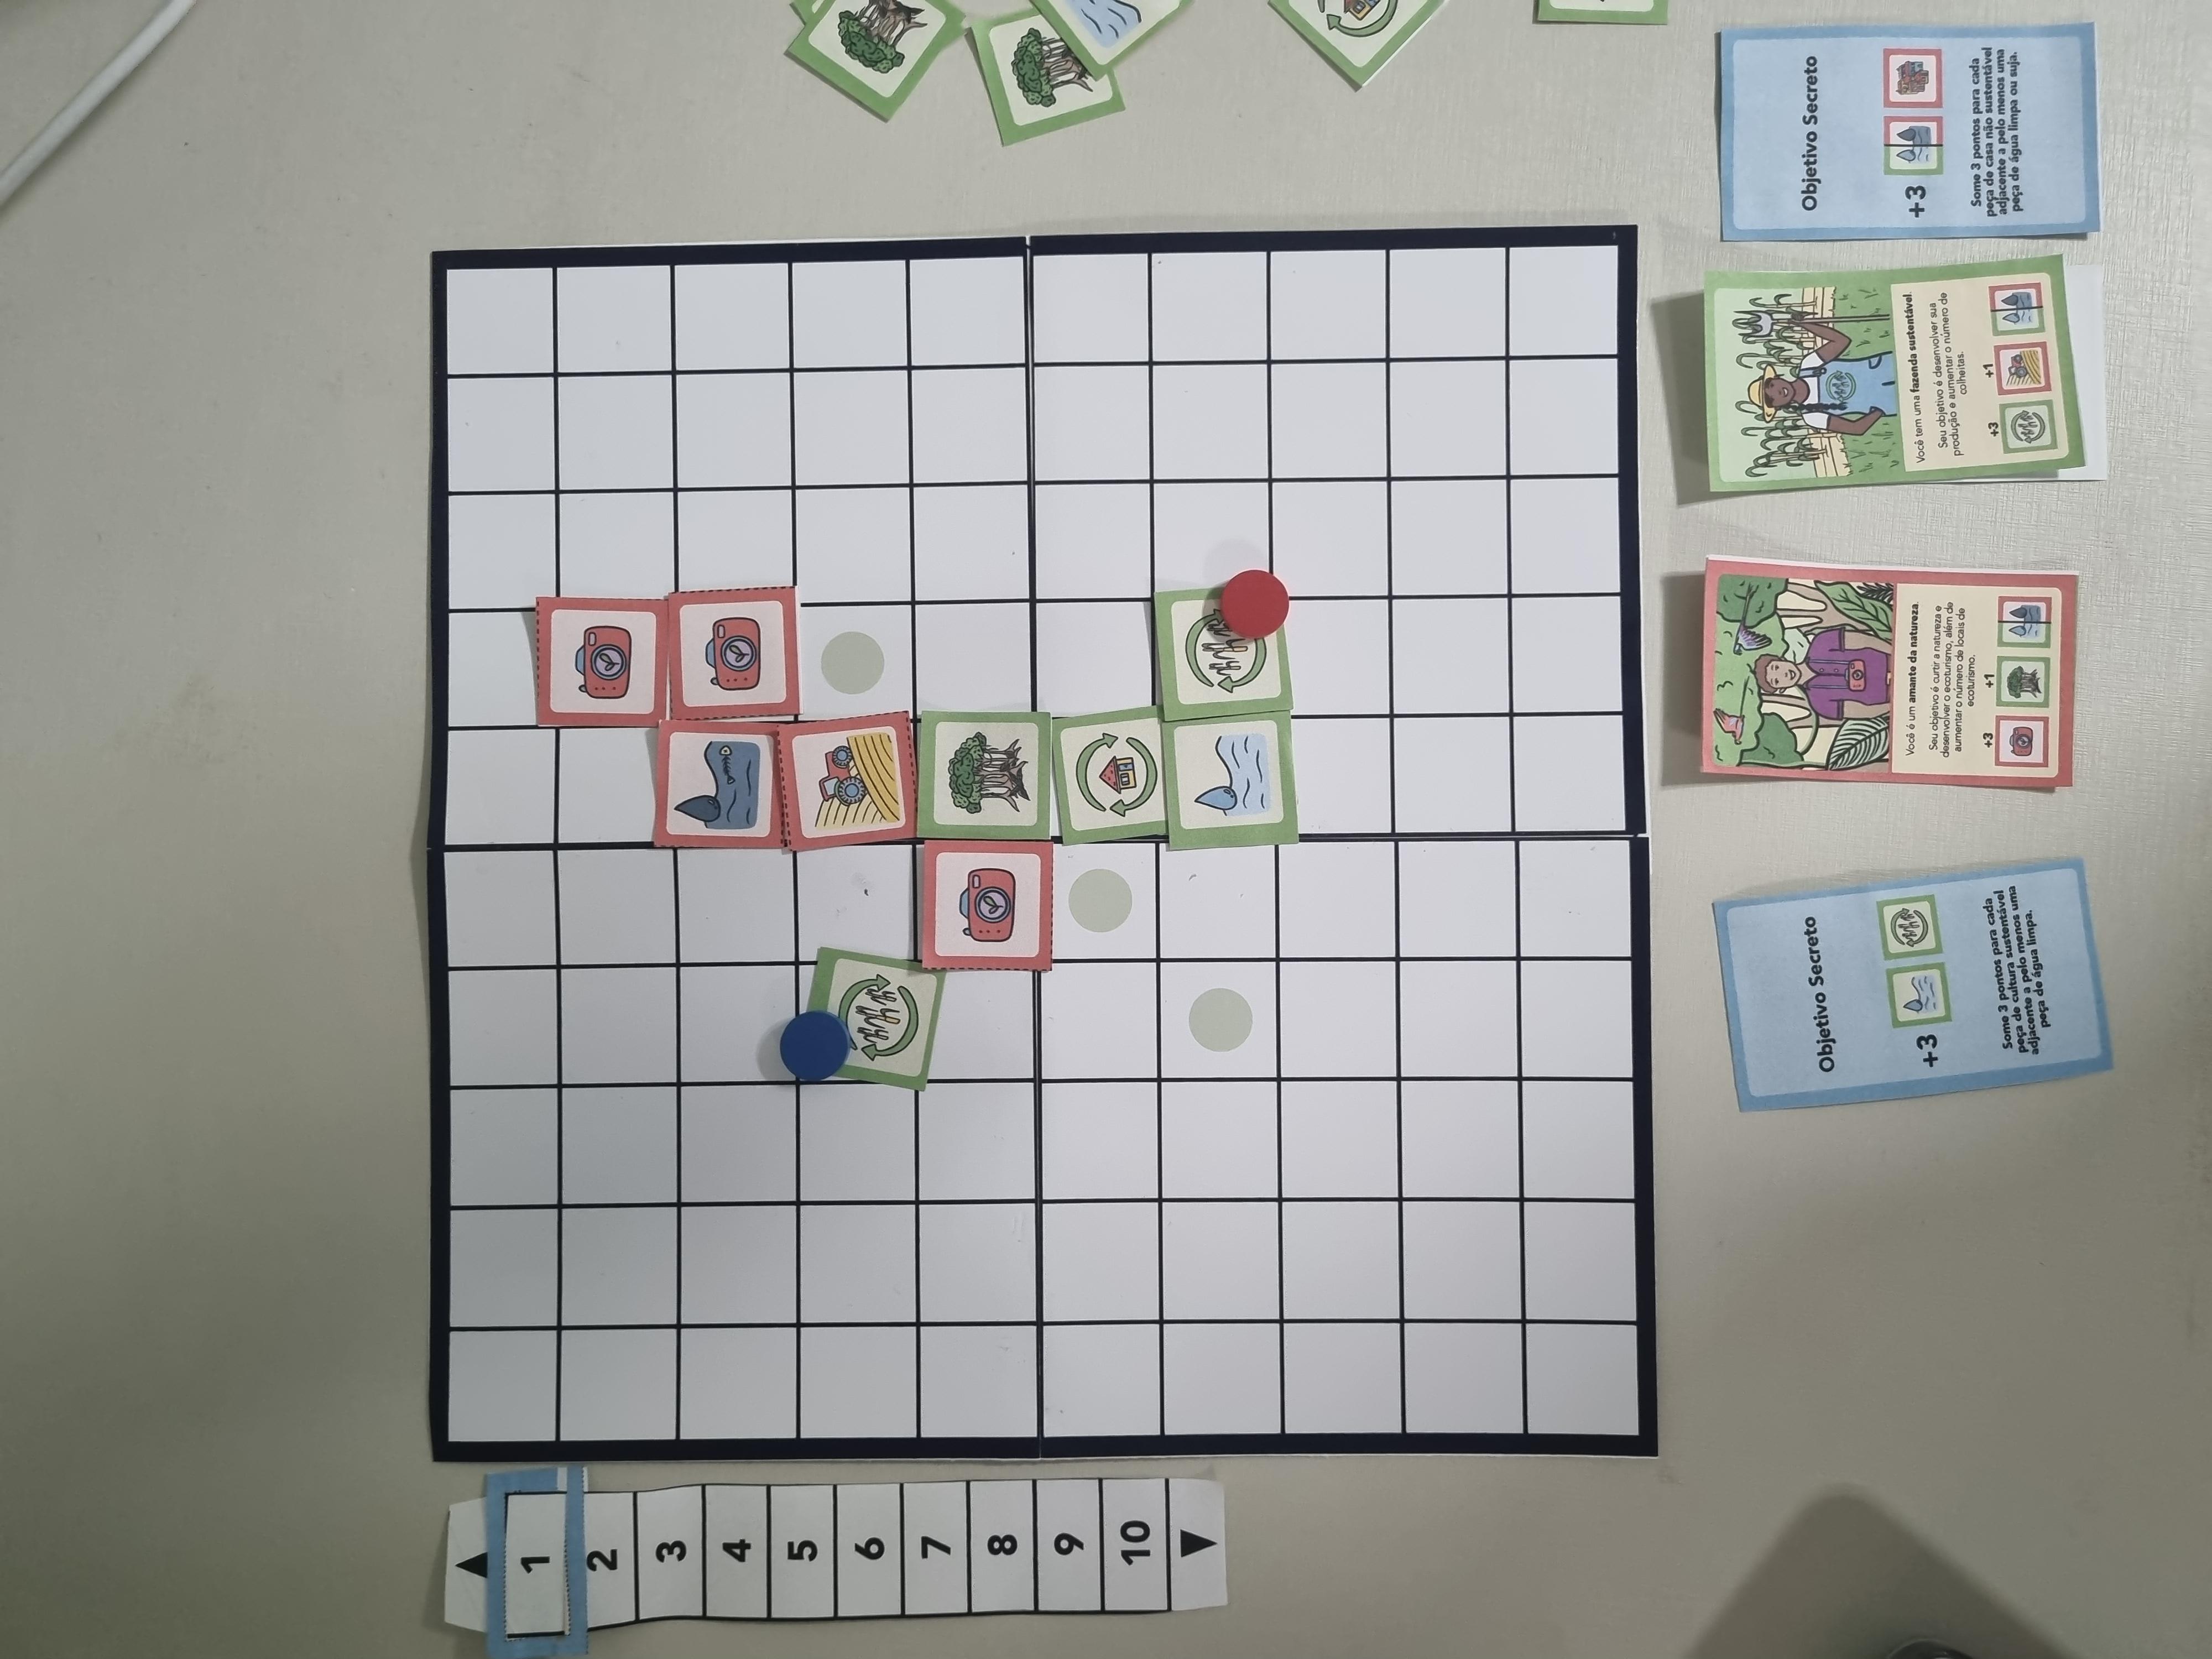 Objetivo Secreto
+3
Some 3 pontos para cada
peça de casa não sustentável
adjacente a pelo menos uma
peça de água limpa ou suja.
Você tem uma fazenda sustentável.
Seu objetivo é desenvolver sua
produção e aumentar o número de
colheitas.
+3
+1
Você é um amante da natureza.
Seu objetivo é curtir a natureza e
desenvolver o ecoturismo, além de
aumentar o número de locais de
ecoturismo.
+3
+1
Objetivo Secreto
+3
Some 3 pontos para cada
peça de cultura sustentável
adjacente a pelo menos uma
peça de água limpa.
1
2
3
4
5
6
7
8
9
10